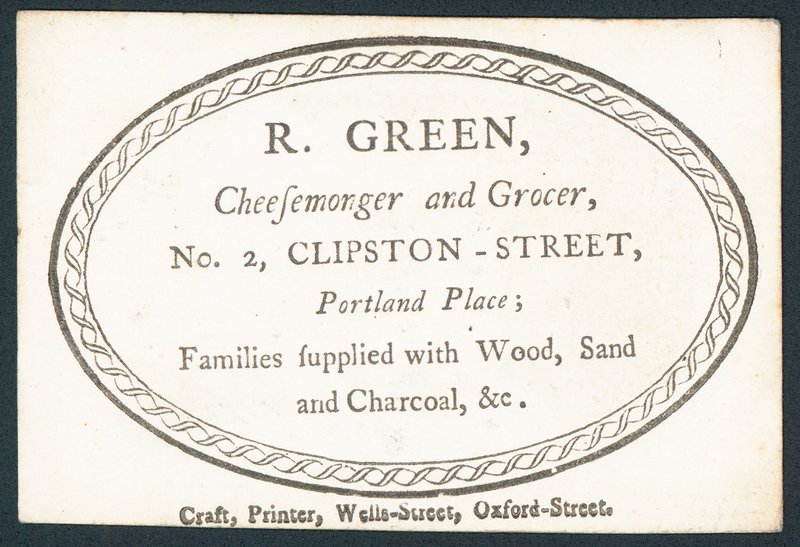 R. GREEN,
Cheeſemonger and Grocer,
No. 2, CLIPSTON - STREET,
Portland Place;
Families ſupplied with Wood, Sand
and Charcoal, &c.
Craft, Printer, Wells-Street, Oxford-Street.